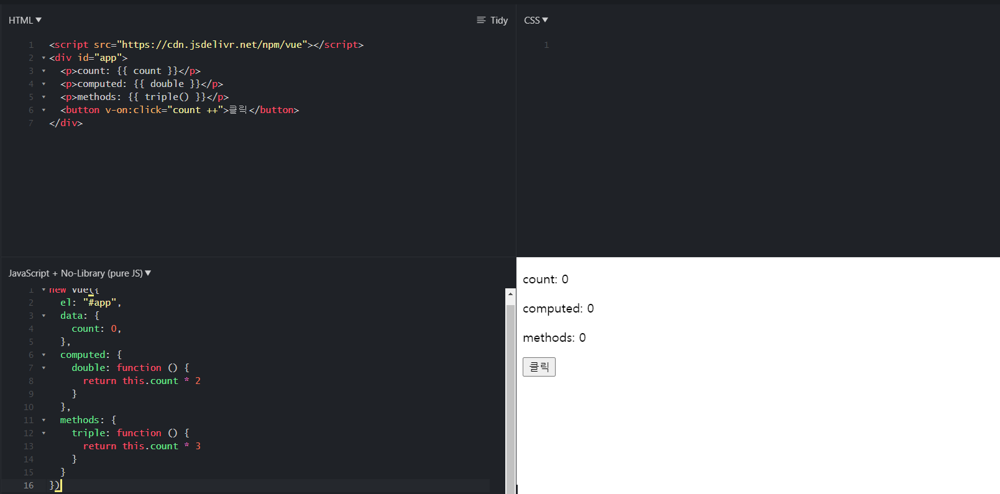 HTML ▼
Tidy
1 <script src="https://cdn.jsdelivr.net/npm/vue"></script>
2 <div id="app">
3 <p>count: {{ count }}</p>
4 <p>computed: {{ double }}</p>
5 <p>methods: {{ triple() }}</p>
6 <button v-on:click="count ++">클릭</button>
7 </div>
CSS ▼
1
JavaScript + No-Library (pure JS) ▼
1 new Vue({
2 el: "#app",
3 data: {
4 count: 0,
5 },
6 computed: {
7 double: function () {
8 return this.count * 2
9 }
10 },
11 methods: {
12 triple: function () {
13 return this.count * 3
14 }
15 }
16 })
count: 0
computed: 0
methods: 0
클릭